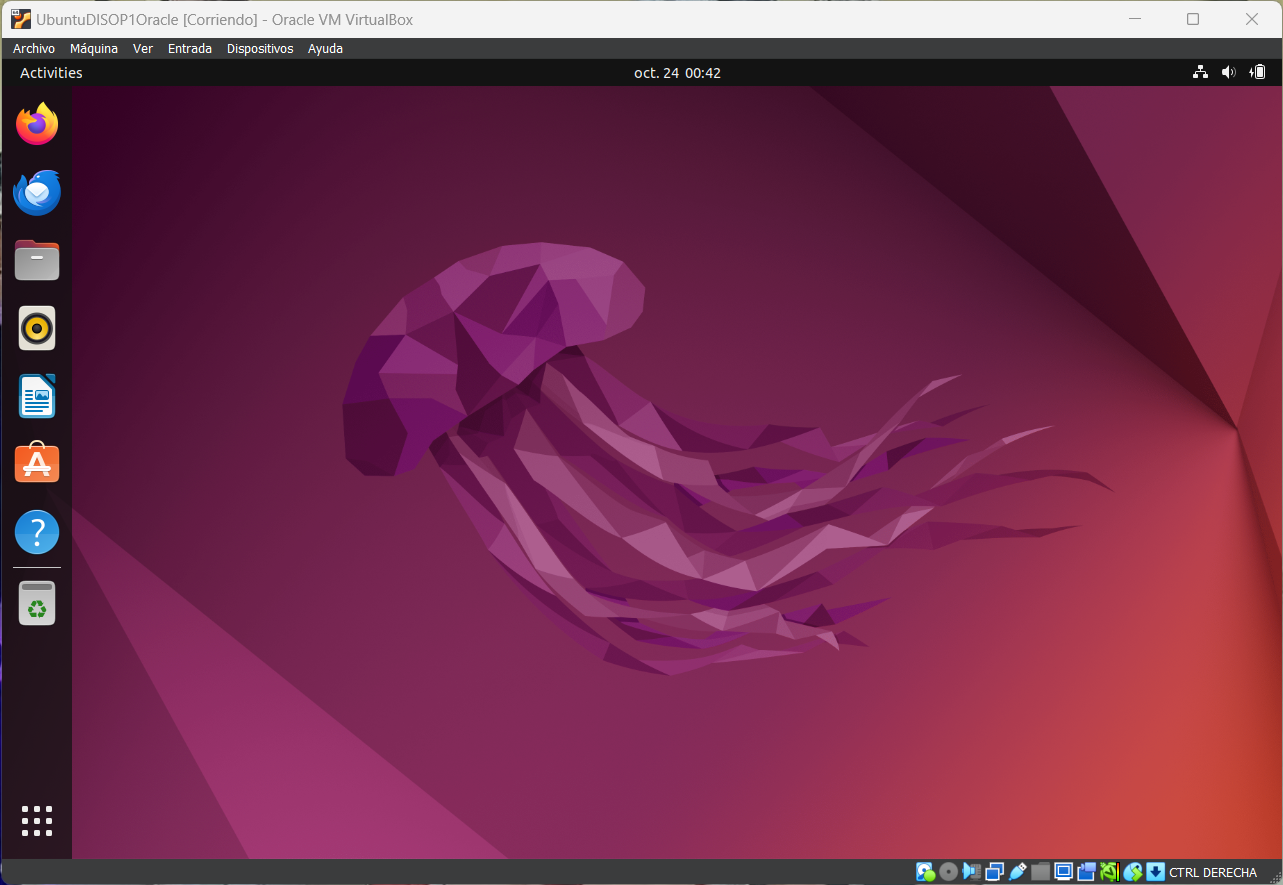 UbuntuDISOP1Oracle [Corriendo] - Oracle VM VirtualBox
Archivo Máquina Ver Entrada Dispositivos Ayuda
Activities oct. 24 00:42
?
CTRL DERECHA